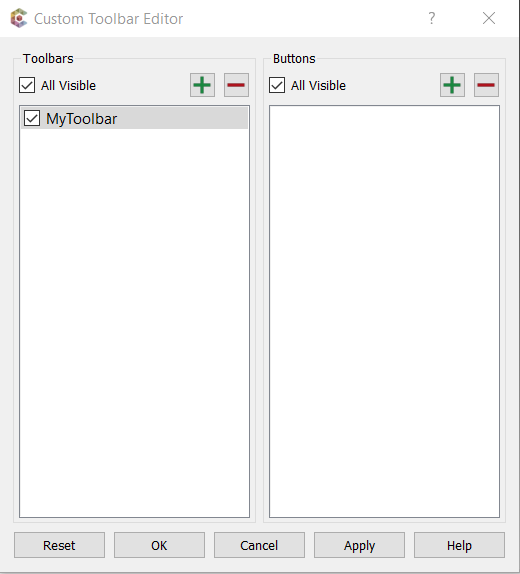 Custom Toolbar Editor ?
Toolbars Buttons
All Visible All Visible
MyToolbar
Reset OK Cancel Apply Help